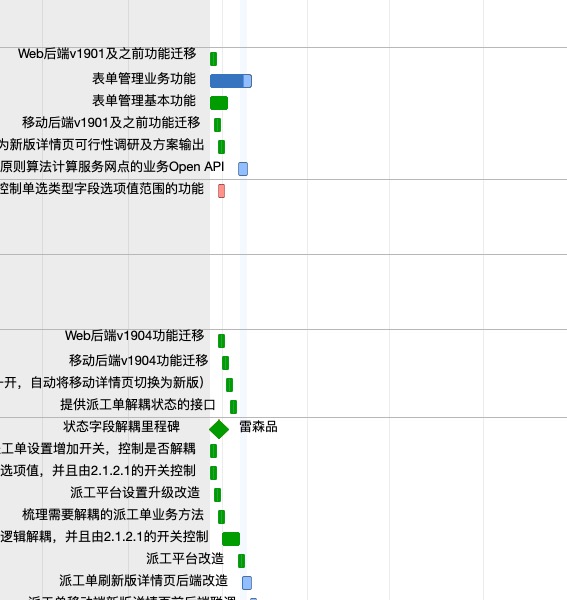 Web后端v1901及之前功能迁移
表单管理业务功能
表单管理基本功能
移动后端v1901及之前功能迁移
为新版详情页可行性调研及方案输出
原则算法计算服务网点的业务Open API
控制单选类型字段选项值范围的功能
Web后端v1904功能迁移
移动后端v1904功能迁移
开，自动将移动详情页切换为新版）
提供派工单解耦状态的接口
状态字段解耦里程碑 雷森品
工单设置增加开关，控制是否解耦
选项值，并且由2.1.2.1的开关控制
派工平台设置升级改造
梳理需要解耦的派工单业务方法
逻辑解耦，并且由2.1.2.1的开关控制
派工平台改造
派工单刷新版详情页后端改造